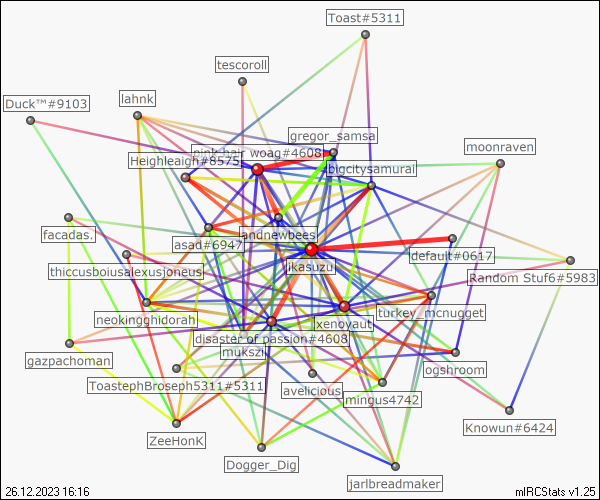 Toast#5311
tescoroll
Duck™#9103
lahnk
gregor_samsa
moonraven
pink hair woag#4608
Heighleaigh#8575
bigcitysamurai
facadas.
andnewbees
asad#6947
default#0617
ikasuzu
thiccusboiusalexusjoneus
Random Stuf6#5983
neokingghidorah
turkey_mcnugget
xenoyaut
disaster of passion#4608
mukszii
gazpachoman
ogshroom
ToastephBroseph5311#5311
avelicious
mingus4742
Knowun#6424
ZeeHonK
Dogger_Dig
jarlbreadmaker
26.12.2023 16:16
mIRCStats v1.25